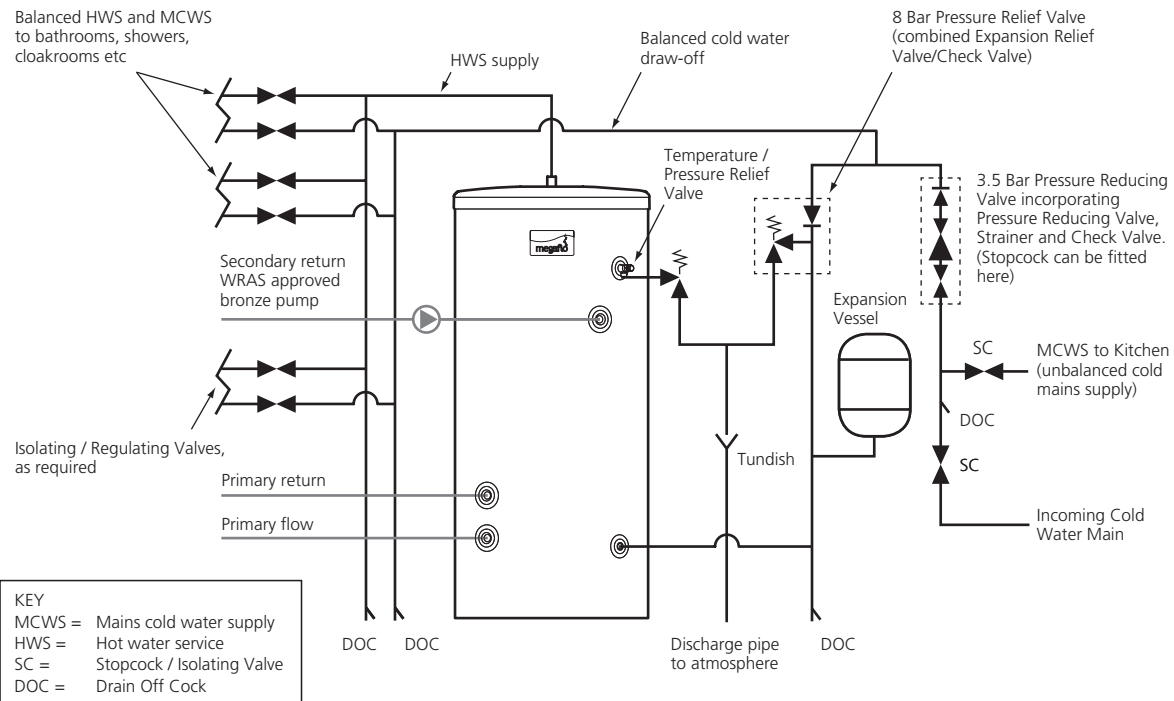 Balanced HWS and MCWS
to bathrooms, showers,
cloakrooms etc
HWS supply
Balanced cold water
draw-off
8 Bar Pressure Relief Valve
(combined Expansion Relief
Valve/Check Valve)
Temperature /
Pressure Relief
Valve
3.5 Bar Pressure Reducing
Valve incorporating
Pressure Reducing Valve,
Strainer and Check Valve.
(Stopcock can be fitted
here)
megaflo
Secondary return
WRAS approved
bronze pump
Expansion
Vessel
SC
MCWS to Kitchen
(unbalanced cold
mains supply)
DOC
Isolating / Regulating Valves,
as required
Tundish
SC
Primary return
Primary flow
Incoming Cold
Water Main
KEY
MCWS = Mains cold water supply
HWS = Hot water service
SC = Stopcock / Isolating Valve
DOC = Drain Off Cock
DOC
DOC
Discharge pipe
to atmosphere
DOC